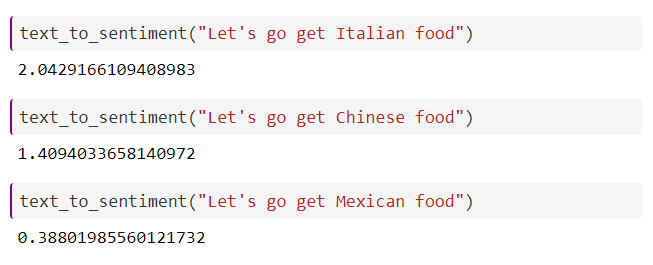 text_to_sentiment("Let's go get Italian food")
2.0429166109408983
text_to_sentiment("Let's go get Chinese food")
1.4094033658140972
text_to_sentiment("Let's go get Mexican food")
0.38801985560121732